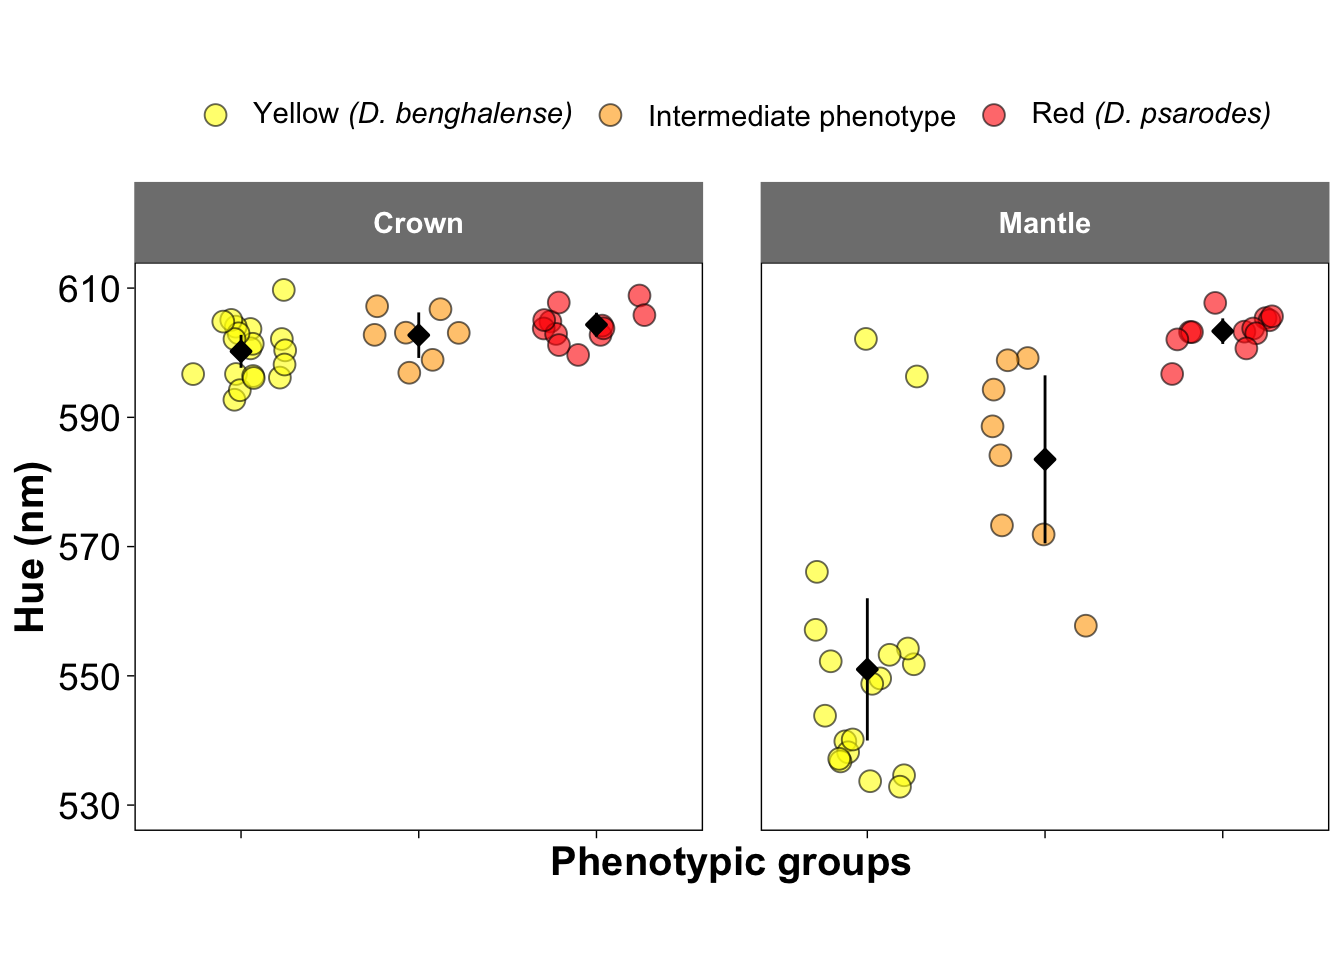 Yellow (D. benghalense) Intermediate phenotype Red (D. psarodes)
Crown Mantle
610
590
570
550
530
Hue (nm)
Phenotypic groups